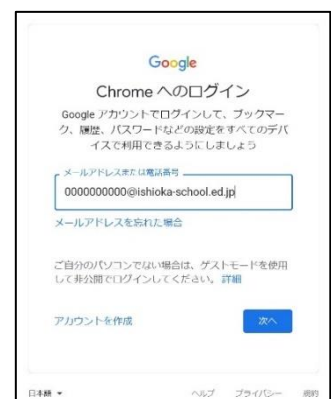 Google
Chrome へのログイン
Google アカウントでログインして、ブックマー
ク、履歴、パスワードなどの設定をすべてのデバ
イスで利用できるようにしましょう
メールアドレスまたは電話番号
0000000000@ishioka-school.ed.jp
メールアドレスを忘れた場合
ご自分のパソコンでない場合は、ゲストモードを使用
して非公開でログインしてください。 詳細
アカウントを作成
次へ
日本語
ヘルプ プライバシー 規約